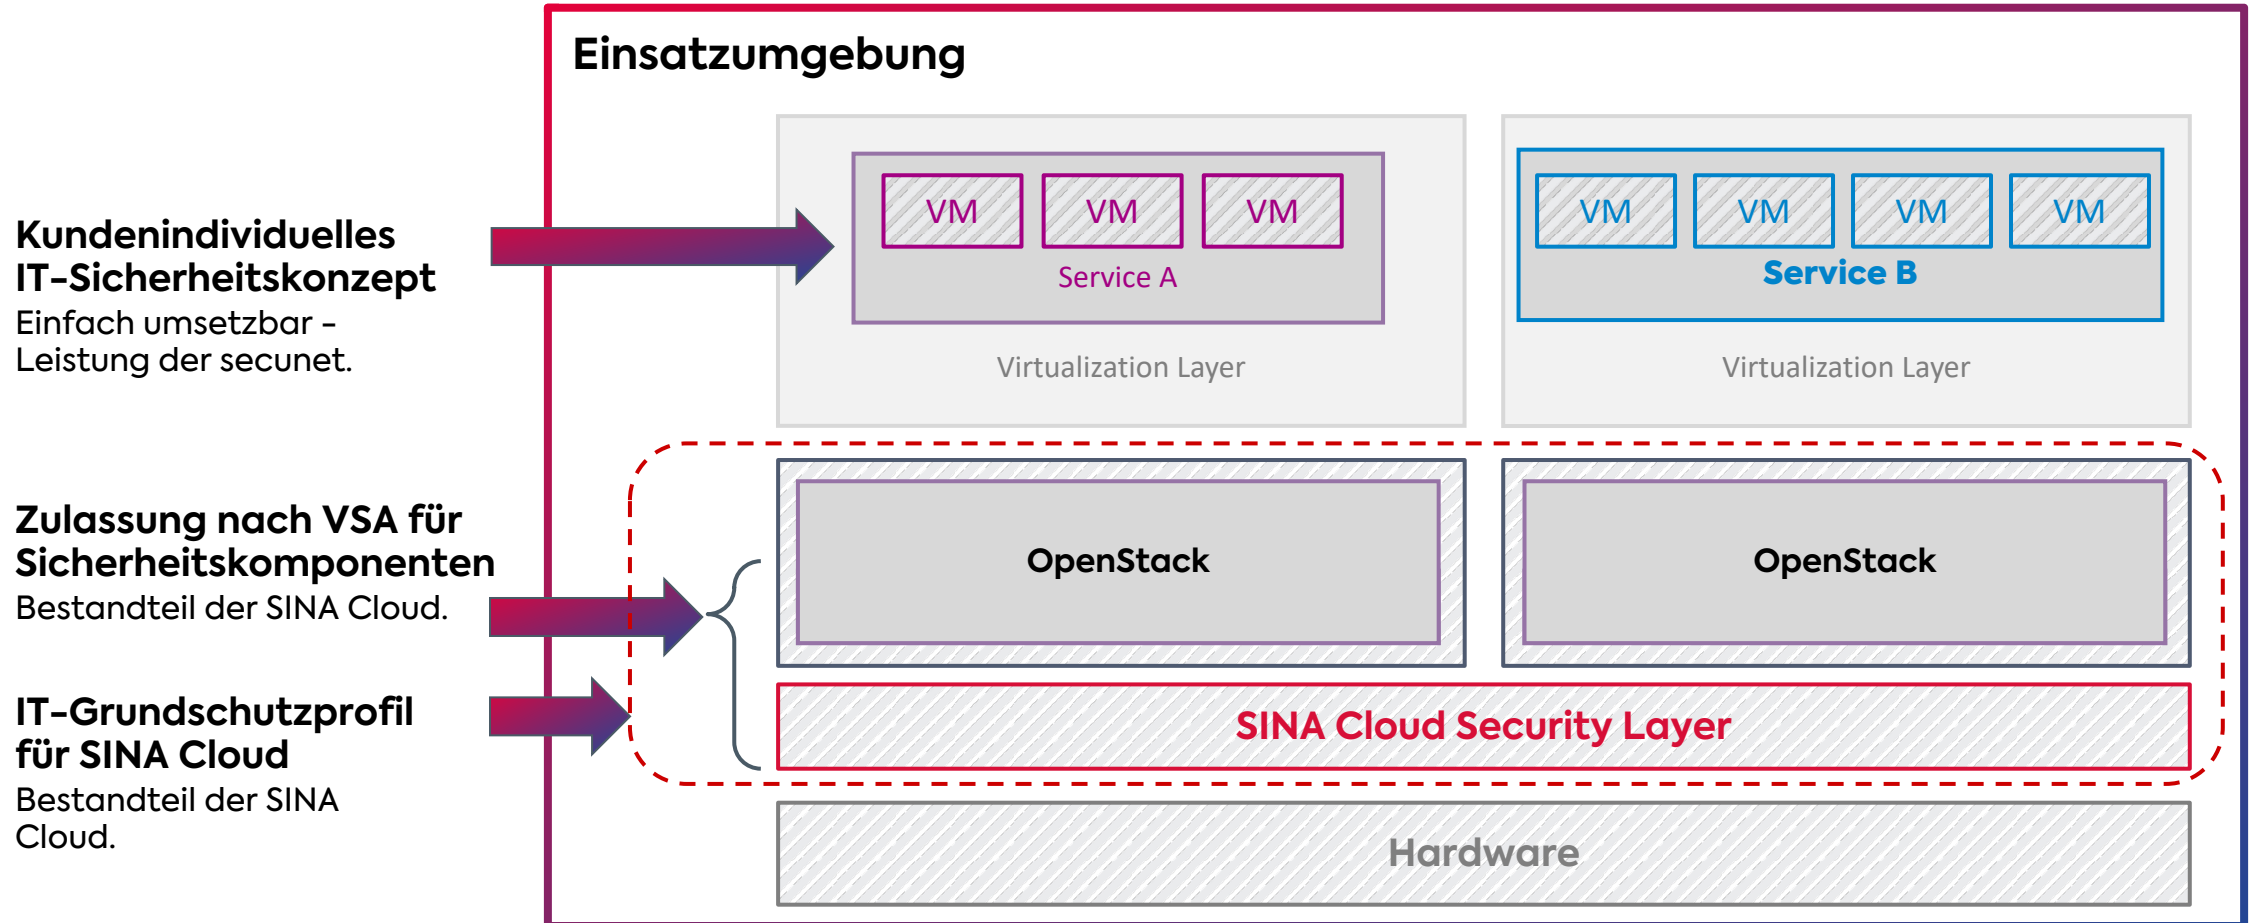 Einsatzumgebung
Kundenindividuelles
IT-Sicherheitskonzept
Einfach umsetzbar -
Leistung der secunet.
VM VM VM
Service A
Virtualization Layer
VM VM VM VM
Service B
Virtualization Layer
Zulassung nach VSA für
Sicherheitskomponenten
Bestandteil der SINA Cloud.
OpenStack
OpenStack
IT-Grundschutzprofil
für SINA Cloud
Bestandteil der SINA
Cloud.
SINA Cloud Security Layer
Hardware